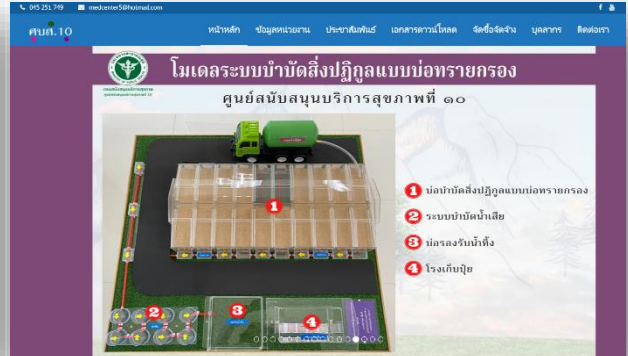 045 251 749 medcenter5@hotmail.com
ศบส.10
หน้าหลัก ข้อมูลหน่วยงาน ประชาสัมพันธ์ เอกสารดาวน์โหลด จัดซื้อจัดจ้าง บุคลากร ติดต่อเรา
โมเดลระบบบำบัดสิ่งปฏิกูลแบบบ่อทรายกรอง
ศูนย์สนับสนุนบริการสุขภาพที่ ๑๐
1 บ่อบำบัดสิ่งปฏิกูลแบบบ่อทรายกรอง
2 ระบบบำบัดน้ำเสีย
3 บ่อรองรับน้ำทิ้ง
4 โรงเก็บปุ๋ย
1
2
3
4